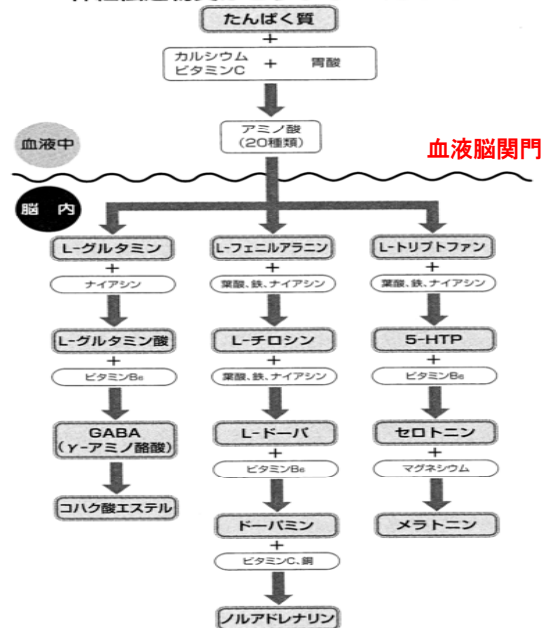 たんぱく質
+
カルシウム
ビタミンC + 胃酸
アミノ酸
(20種類)
血液中
血液脳関門
脳 内
L-グルタミン
+
ナイアシン
L-グルタミン酸
+
ビタミンB₆
GABA
(γ-アミノ酪酸)
コハク酸エステル
L-フェニルアラニン
+
葉酸、鉄、ナイアシン
L-チロシン
+
葉酸、鉄、ナイアシン
L-ドーパ
+
ビタミンB₆
ドーパミン
+
ビタミンC、銅
ノルアドレナリン
L-トリプトファン
+
葉酸、鉄、ナイアシン
5-HTP
+
ビタミンB₆
セロトニン
+
マグネシウム
メラトニン